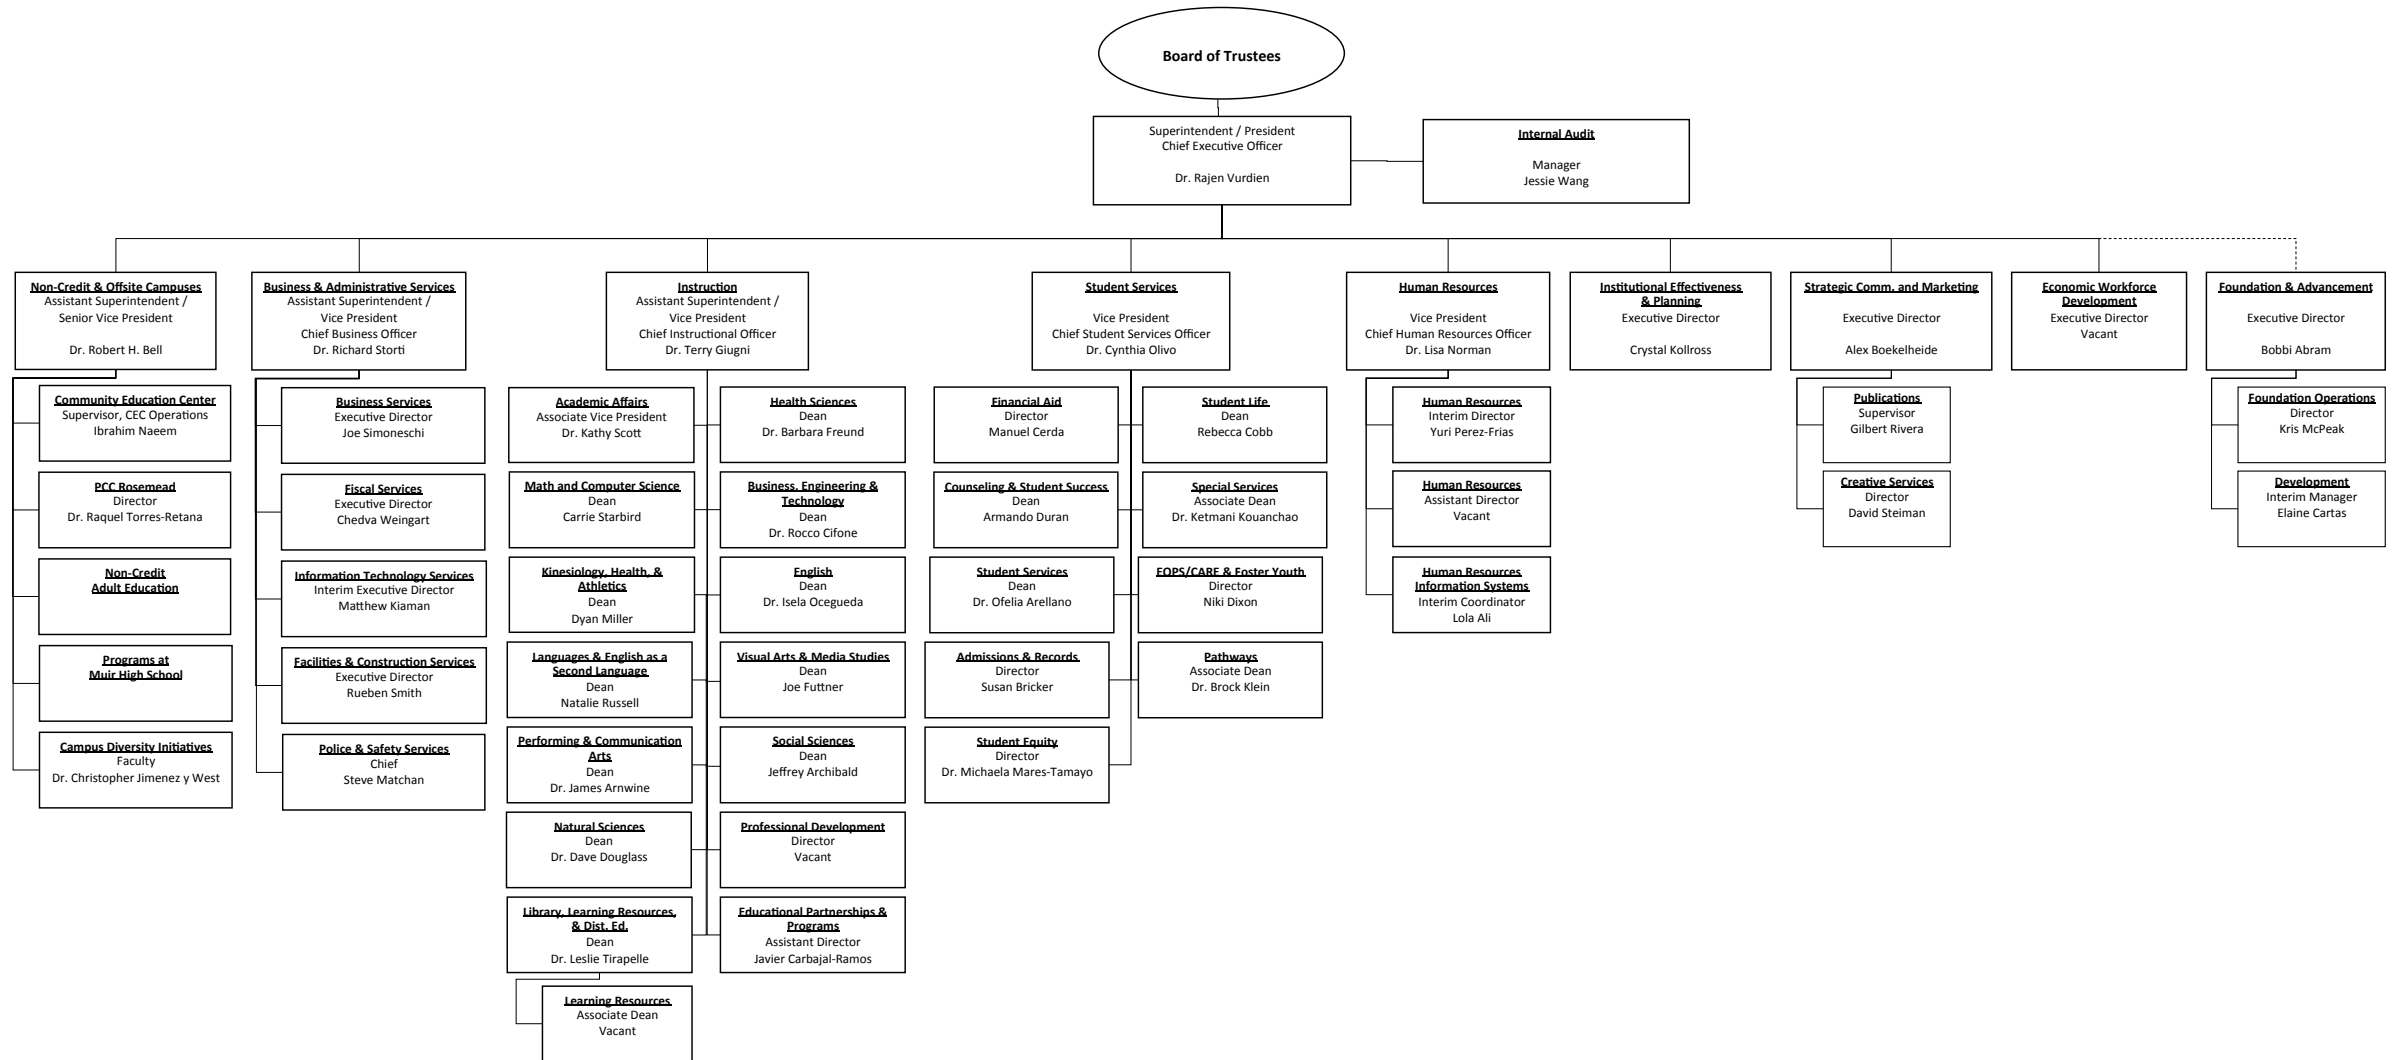 Board of Trustees
Superintendent / President
Chief Executive Officer
Dr. Rajen Vurdien
Internal Audit
Manager
Jessie Wang
Non-Credit & Offsite Campuses
Assistant Superintendent /
Senior Vice President
Dr. Robert H. Bell
Business & Administrative Services
Assistant Superintendent /
Vice President
Chief Business Officer
Dr. Richard Storti
Instruction
Assistant Superintendent /
Vice President
Chief Instructional Officer
Dr. Terry Giugni
Student Services
Vice President
Chief Student Services Officer
Dr. Cynthia Olivo
Human Resources
Vice President
Chief Human Resources Officer
Dr. Lisa Norman
Institutional Effectiveness
& Planning
Executive Director
Crystal Kollross
Strategic Comm. and Marketing
Executive Director
Alex Boekelheide
Economic Workforce
Development
Executive Director
Vacant
Foundation & Advancement
Executive Director
Bobbi Abram
Community Education Center
Supervisor, CEC Operations
Ibrahim Naeem
PCC Rosemead
Director
Dr. Raquel Torres-Retana
Non-Credit
Adult Education
Programs at
Muir High School
Campus Diversity Initiatives
Faculty
Dr. Christopher Jimenez y West
Business Services
Executive Director
Joe Simoneschi
Fiscal Services
Executive Director
Chedva Weingart
Information Technology Services
Interim Executive Director
Matthew Kiaman
Facilities & Construction Services
Executive Director
Rueben Smith
Police & Safety Services
Chief
Steve Matchan
Academic Affairs
Associate Vice President
Dr. Kathy Scott
Math and Computer Science
Dean
Carrie Starbird
Kinesiology, Health, &
Athletics
Dean
Dyan Miller
Languages & English as a
Second Language
Dean
Natalie Russell
Performing & Communication
Arts
Dean
Dr. James Arnwine
Natural Sciences
Dean
Dr. Dave Douglass
Library, Learning Resources,
& Dist. Ed.
Dean
Dr. Leslie Tirapelle
Learning Resources
Associate Dean
Vacant
Health Sciences
Dean
Dr. Barbara Freund
Business, Engineering &
Technology
Dean
Dr. Rocco Cifone
English
Dean
Dr. Isela Ocegueda
Visual Arts & Media Studies
Dean
Joe Futtner
Social Sciences
Dean
Jeffrey Archibald
Professional Development
Director
Vacant
Educational Partnerships &
Programs
Assistant Director
Javier Carbajal-Ramos
Financial Aid
Director
Manuel Cerda
Counseling & Student Success
Dean
Armando Duran
Student Services
Dean
Dr. Ofelia Arellano
Admissions & Records
Director
Susan Bricker
Student Equity
Director
Dr. Michaela Mares-Tamayo
Student Life
Dean
Rebecca Cobb
Special Services
Associate Dean
Dr. Ketmani Kouanchao
EOPS/CARE & Foster Youth
Director
Niki Dixon
Pathways
Associate Dean
Dr. Brock Klein
Human Resources
Interim Director
Yuri Perez-Frias
Human Resources
Assistant Director
Vacant
Human Resources
Information Systems
Interim Coordinator
Lola Ali
Publications
Supervisor
Gilbert Rivera
Creative Services
Director
David Steiman
Foundation Operations
Director
Kris McPeak
Development
Interim Manager
Elaine Cartas